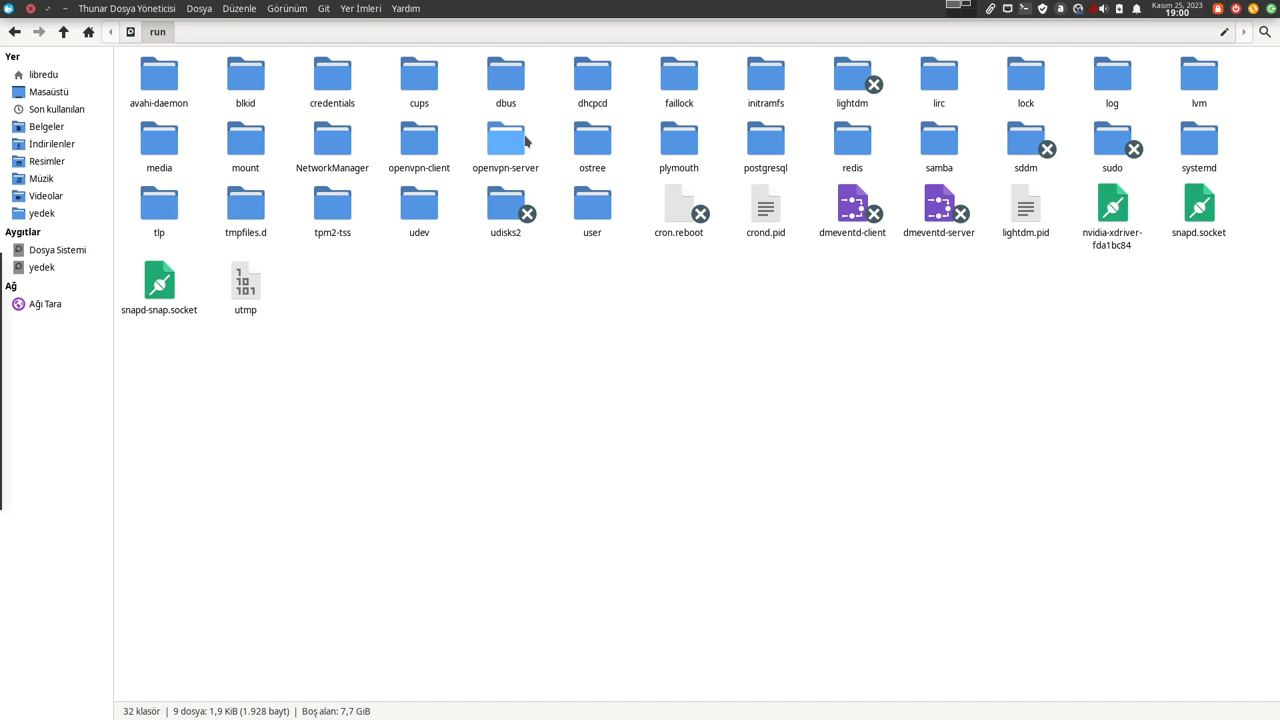 Thunar Dosya Yöneticisi Dosya Düzenle Görünüm Git Yer İmleri Yardım
Kasım 25, 2023
19:00
run
Yer
libredu
Masaüstü
Son kullanılan
Belgeler
İndirilenler
Resimler
Müzik
Videolar
yedek
Aygıtlar
Dosya Sistemi
yedek
Ağ
Ağı Tara
avahi-daemon blkid credentials cups dbus dhcpcd faillock initramfs lightdm lirc lock log lvm
media mount NetworkManager openvpn-client openvpn-server ostree plymouth postgresql redis samba sddm sudo systemd
tlp tmpfiles.d tpm2-tss udev udisks2 user cron.reboot crond.pid dmeventd-client dmeventd-server lightdm.pid nvidia-xdriver-fda1bc84 snapd.socket
snapd-snap.socket utmp
32 klasör | 9 dosya: 1,9 KiB (1.928 bayt) | Boş alan: 7,7 GiB